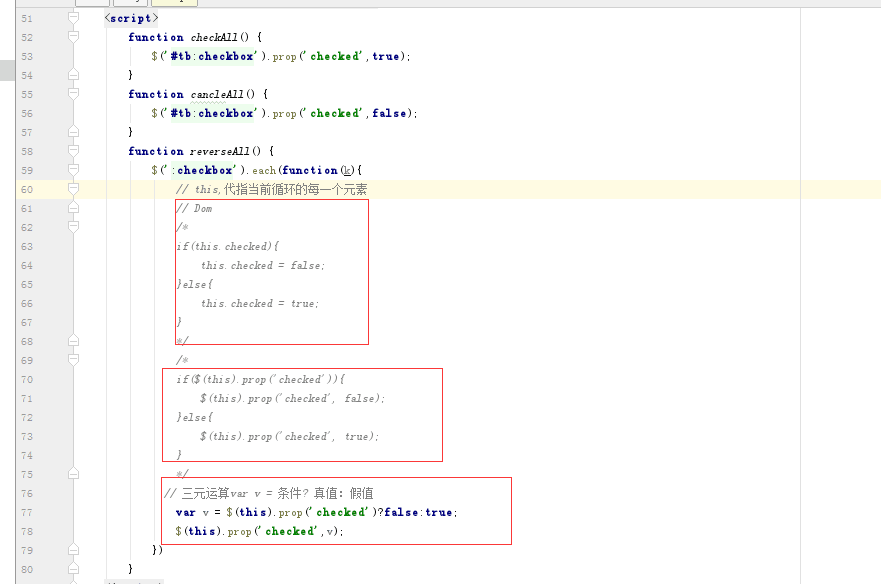 51 <script>
52 function checkAll() {
53 $('#tb:checkbox').prop('checked',true);
54 }
55 function cancleAll() {
56 $('#tb:checkbox').prop('checked',false);
57 }
58 function reverseAll() {
59 $(':checkbox').each(function(k){
60 // this,代指当前循环的每一个元素
61 // Dom
62 /*
63 if(this.checked){
64 this.checked = false;
65 }else{
66 this.checked = true;
67 }
68 */
69 /*
70 if($(this).prop('checked')){
71 $(this).prop('checked', false);
72 }else{
73 $(this).prop('checked', true);
74 }
75 */
76 // 三元运算var v = 条件? 真值: 假值
77 var v = $(this).prop('checked')?false:true;
78 $(this).prop('checked',v);
79 })
80 }